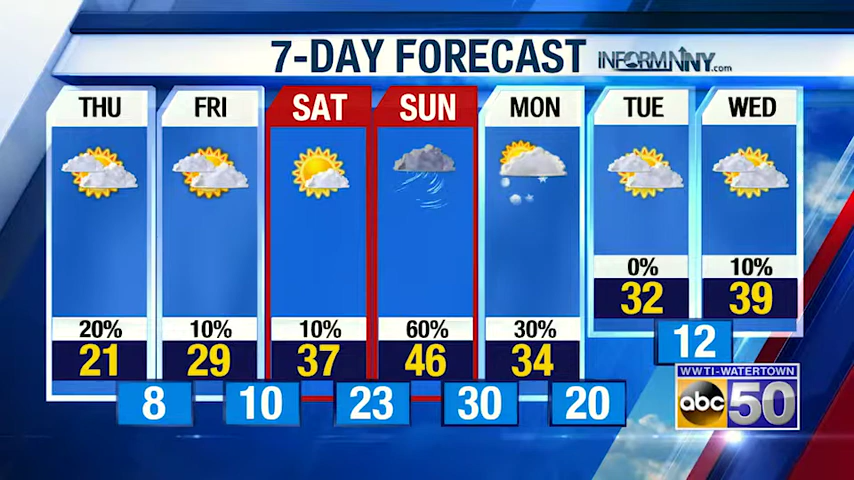 7-DAY FORECAST INFORMNNY.com
THU FRI SAT SUN MON TUE WED
0% 10%
32 39
20% 10% 10% 60% 30%
21 29 37 46 34
12
8 10 23 30 20
WWTI-WATERTOWN
abc 50